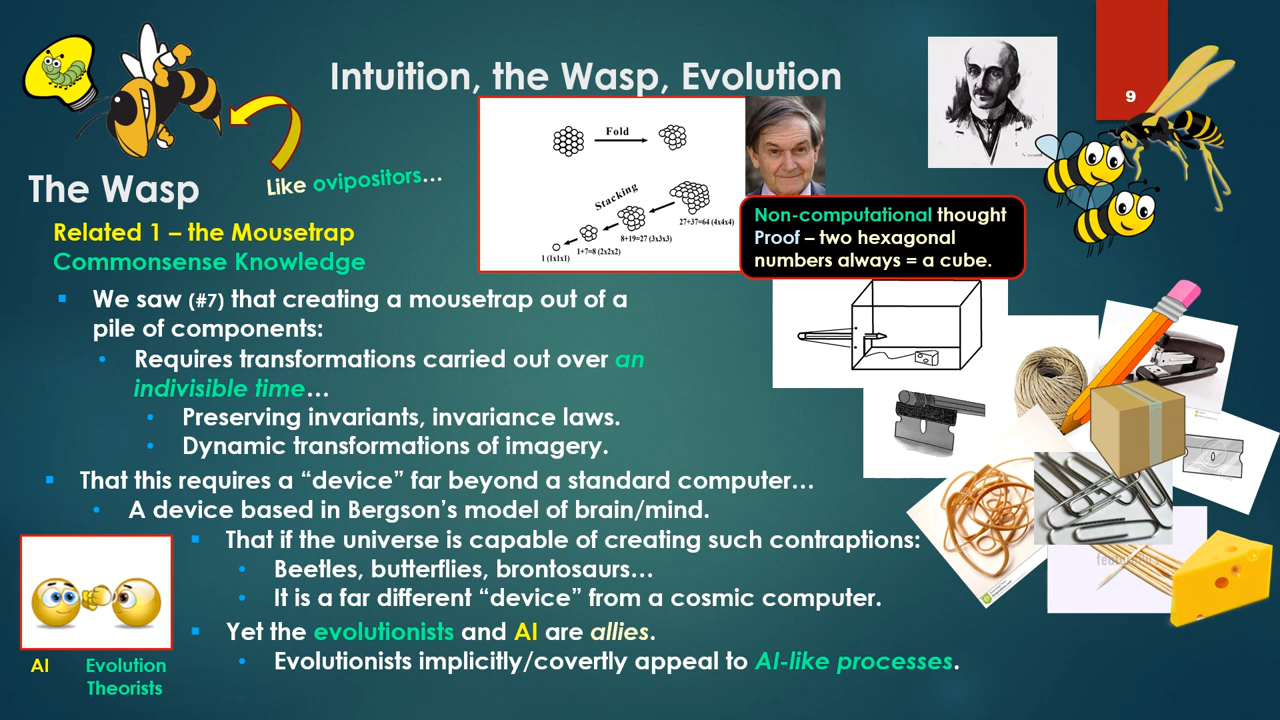 Intuition, the Wasp, Evolution
9
Like ovipositors…
The Wasp
Fold
Stacking
27+37=64 (4x4x4)
8+19=27 (3x3x3)
1+7=8 (2x2x2)
1 (1x1x1)
Non-computational thought
Proof – two hexagonal
numbers always = a cube.
Related 1 – the Mousetrap
Commonsense Knowledge
We saw (#7) that creating a mousetrap out of a
pile of components:
Requires transformations carried out over an
indivisible time…
Preserving invariants, invariance laws.
Dynamic transformations of imagery.
That this requires a “device” far beyond a standard computer…
A device based in Bergson’s model of brain/mind.
That if the universe is capable of creating such contraptions:
Beetles, butterflies, brontosaurs…
It is a far different “device” from a cosmic computer.
Yet the evolutionists and AI are allies.
Evolutionists implicitly/covertly appeal to AI-like processes.
AI
Evolution
Theorists